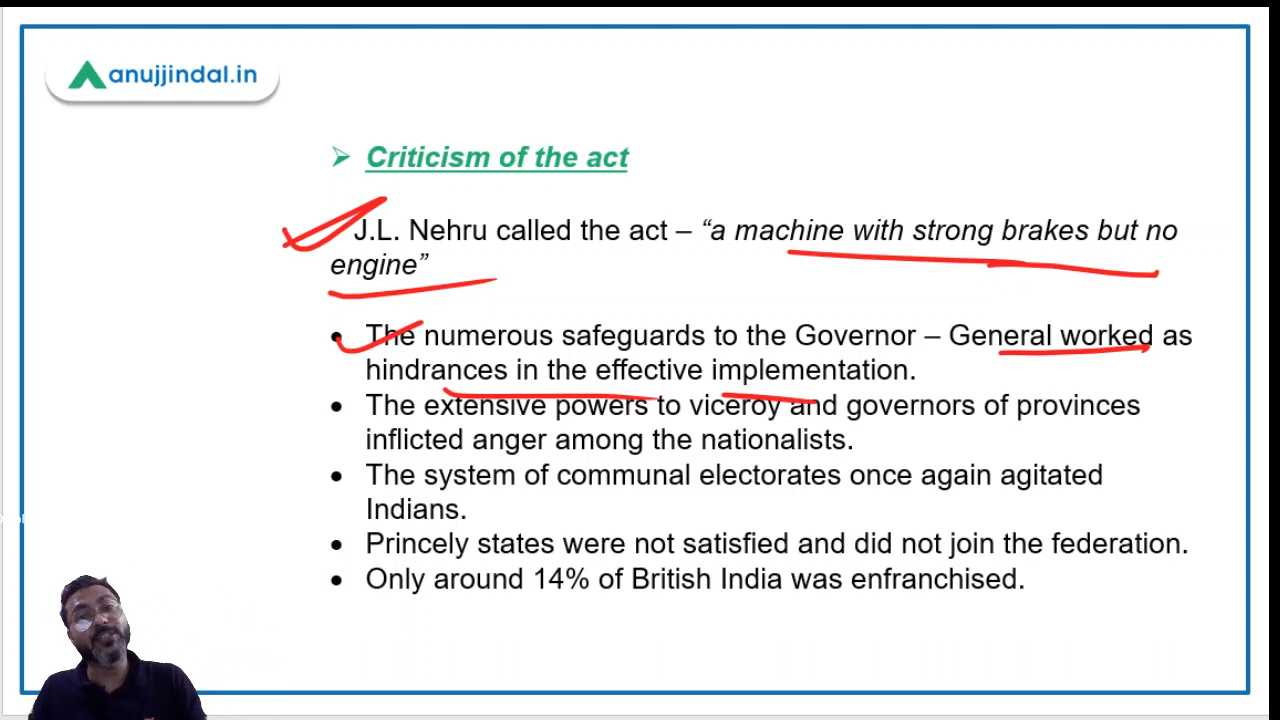 anujjindal.in
➢ Criticism of the act
J.L. Nehru called the act – “a machine with strong brakes but no
engine”
• The numerous safeguards to the Governor – General worked as
hindrances in the effective implementation.
• The extensive powers to viceroy and governors of provinces
inflicted anger among the nationalists.
• The system of communal electorates once again agitated
Indians.
• Princely states were not satisfied and did not join the federation.
• Only around 14% of British India was enfranchised.